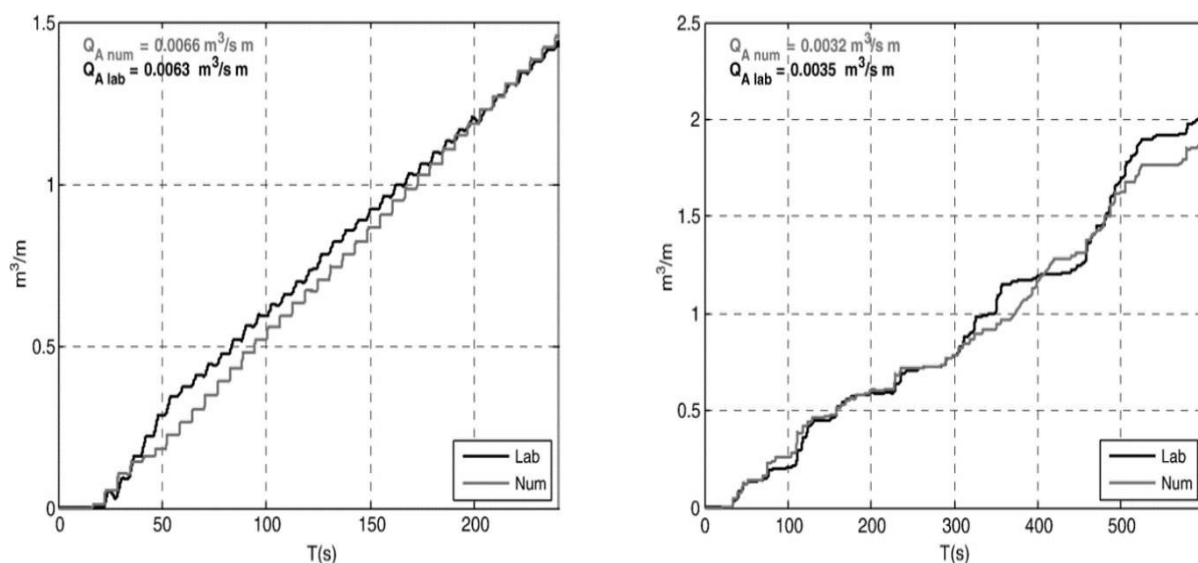 1.5
Q_A num = 0.0066 m³/s m
Q_A lab = 0.0063 m³/s m
1
m³/m
0.5
Lab
Num
0
0 50 100 150 200
T(s)
2.5
Q_A num = 0.0032 m³/s m
Q_A lab = 0.0035 m³/s m
2
1.5
m³/m
1
0.5
Lab
Num
0
0 100 200 300 400 500
T(s)